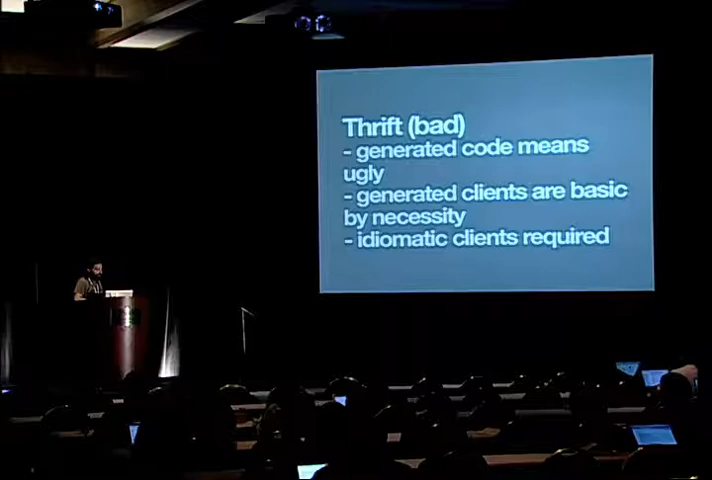 Thrift (bad)
- generated code means
ugly
- generated clients are basic
by necessity
- idiomatic clients required